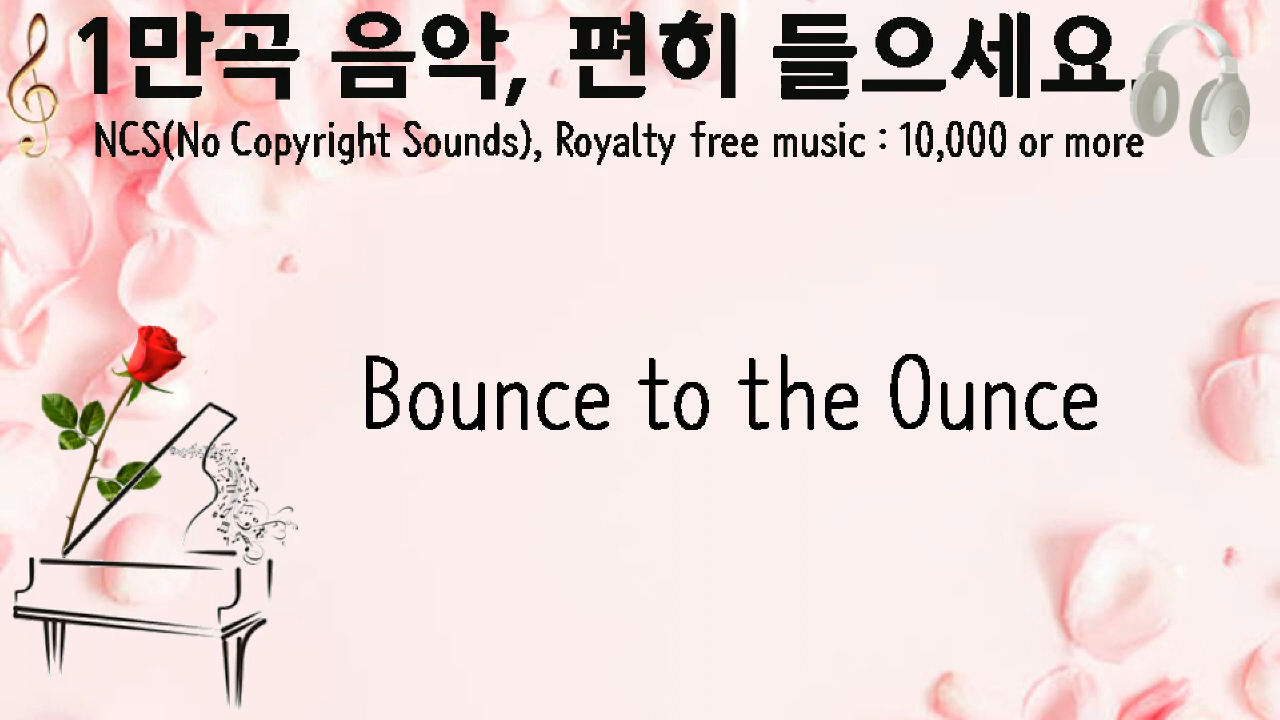 1만곡 음악, 편히 들으세요.
NCS(No Copyright Sounds), Royalty free music : 10,000 or more
Bounce to the Ounce